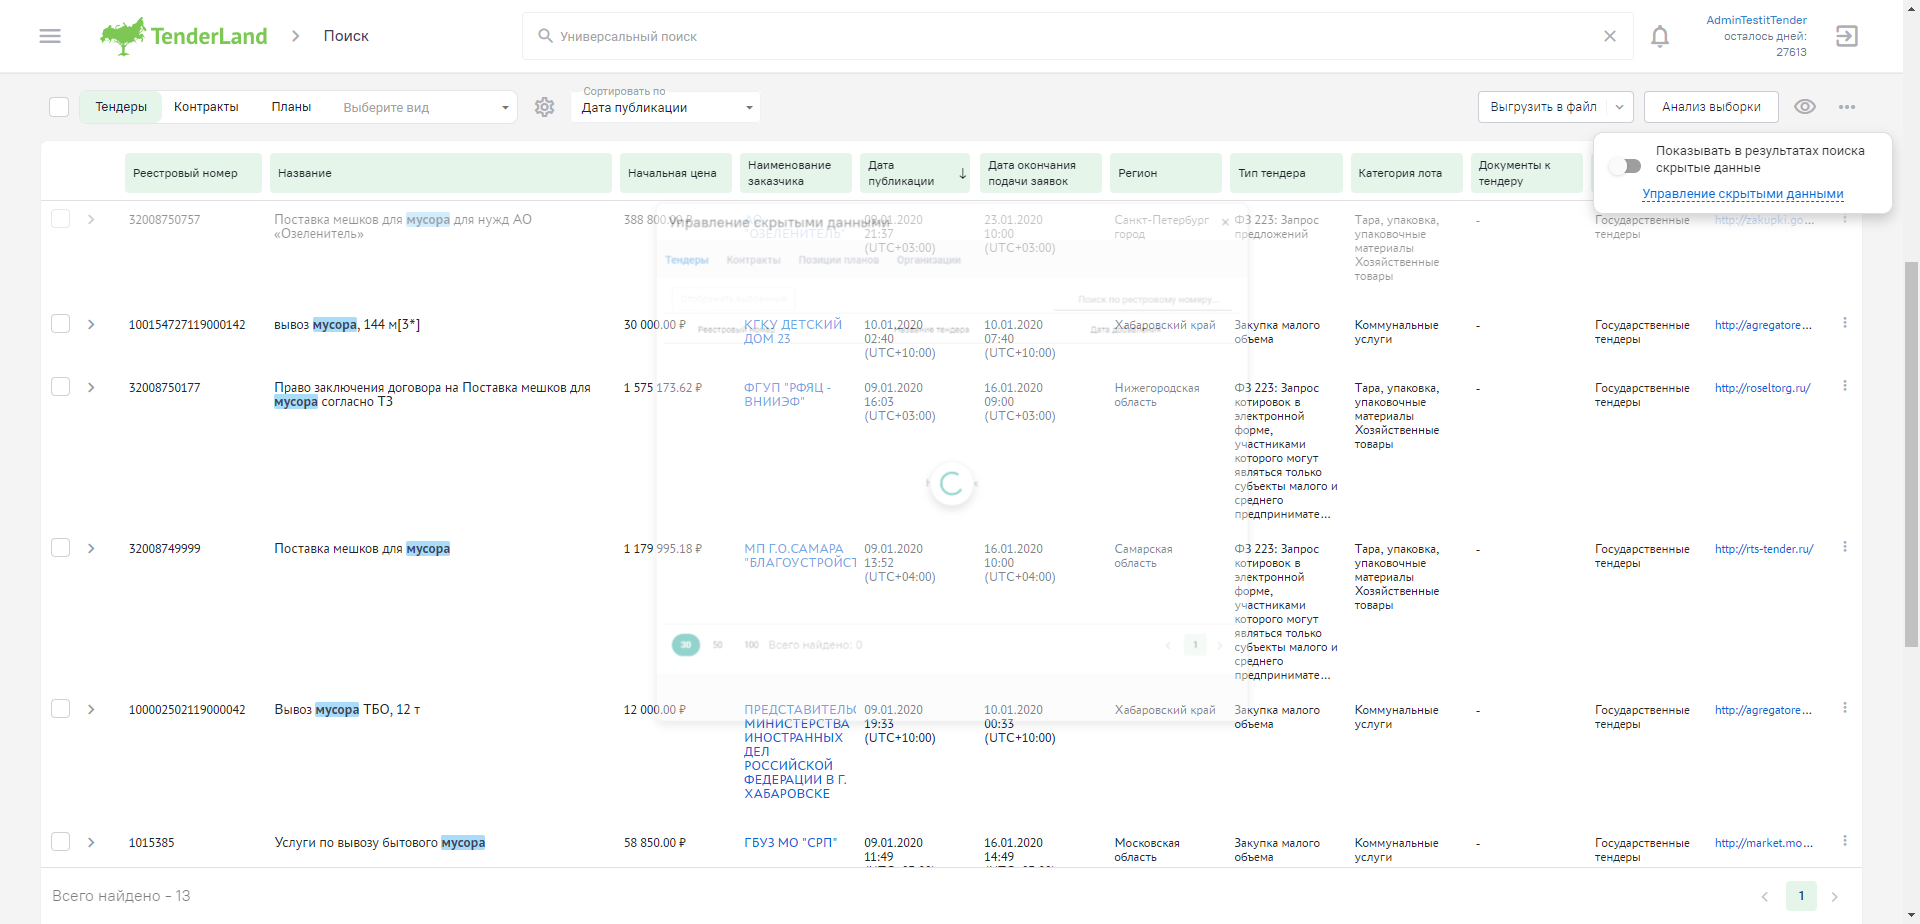 TenderLand
Поиск
Универсальный поиск
AdminTestitTender
осталось дней:
27613
Тендеры
Контракты
Планы
Выберите вид
Сортировать по
Дата публикации
Выгрузить в файл
Анализ выборки
Показывать в результатах поиска
скрытые данные
Управление скрытыми данными
Реестровый номер
Название
Начальная цена
Наименование
заказчика
Дата
публикации
Дата окончания
подачи заявок
Регион
Тип тендера
Категория лота
Документы к
тендеру
32008750757
Поставка мешков для мусора для нужд АО
«Озеленитель»
388 800.00 ₽
АО
"ОЗЕЛЕНИТЕЛЬ"
09.01.2020
21:37
(UTC+03:00)
23.01.2020
10:00
(UTC+03:00)
Санкт-Петербург
город
ФЗ 223: Запрос
предложений
Тара, упаковка,
упаковочные
материалы
Хозяйственные
товары
-
Государственные
тендеры
http://zakupki.go...
Управление скрытыми данными
Тендеры
Контракты
Позиции планов
Организации
Отображать выбранные
Поиск по рестровому номеру...
Реестровый номер
Название тендера
Дата добавления
100154727119000142
вывоз мусора, 144 м[3*]
30 000.00 ₽
КГКУ ДЕТСКИЙ
ДОМ 23
10.01.2020
02:40
(UTC+10:00)
10.01.2020
07:40
(UTC+10:00)
Хабаровский край
Закупка малого
объема
Коммунальные
услуги
-
Государственные
тендеры
http://agregatore...
32008750177
Право заключения договора на Поставка мешков для
мусора согласно ТЗ
1 575 173.62 ₽
ФГУП "РФЯЦ -
ВНИИЭФ"
09.01.2020
16:03
(UTC+03:00)
16.01.2020
09:00
(UTC+03:00)
Нижегородская
область
ФЗ 223: Запрос
котировок в
электронной
форме,
участниками
которого могут
являться только
субъекты малого и
среднего
предпринимате...
Тара, упаковка,
упаковочные
материалы
Хозяйственные
товары
-
Государственные
тендеры
http://roseltorg.ru/
32008749999
Поставка мешков для мусора
1 179 995.18 ₽
МП Г.О.САМАРА
"БЛАГОУСТРОЙСТ
09.01.2020
13:52
(UTC+04:00)
16.01.2020
10:00
(UTC+04:00)
Самарская
область
ФЗ 223: Запрос
котировок в
электронной
форме,
участниками
которого могут
являться только
субъекты малого и
среднего
предпринимате...
Тара, упаковка,
упаковочные
материалы
Хозяйственные
товары
-
Государственные
тендеры
http://rts-tender.ru/
30
50
100
Всего найдено: 0
1
100002502119000042
Вывоз мусора ТБО, 12 т
12 000.00 ₽
ПРЕДСТАВИТЕЛЬС
МИНИСТЕРСТВА
ИНОСТРАННЫХ
ДЕЛ
РОССИЙСКОЙ
ФЕДЕРАЦИИ В Г.
ХАБАРОВСКЕ
09.01.2020
19:33
(UTC+10:00)
10.01.2020
00:33
(UTC+10:00)
Хабаровский край
Закупка малого
объема
Коммунальные
услуги
-
Государственные
тендеры
http://agregatore...
1015385
Услуги по вывозу бытового мусора
58 850.00 ₽
ГБУЗ МО "СРП"
09.01.2020
11:49
16.01.2020
14:49
Московская
область
Закупка малого
объема
Коммунальные
услуги
-
Государственные
тендеры
http://market.mo...
Всего найдено - 13
1